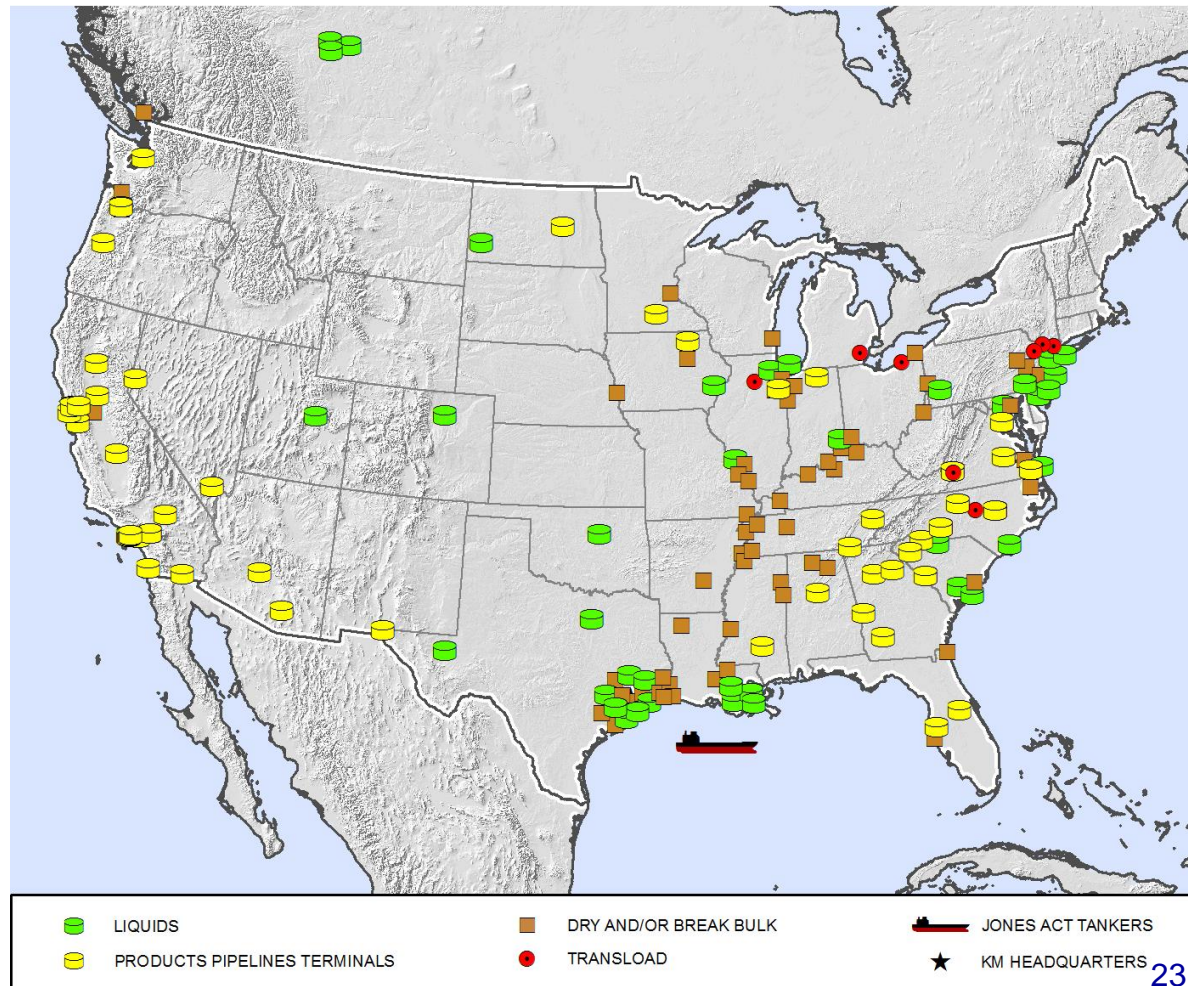 LIQUIDS
DRY AND/OR BREAK BULK
JONES ACT TANKERS
PRODUCTS PIPELINES TERMINALS
TRANSLOAD
KM HEADQUARTERS
23